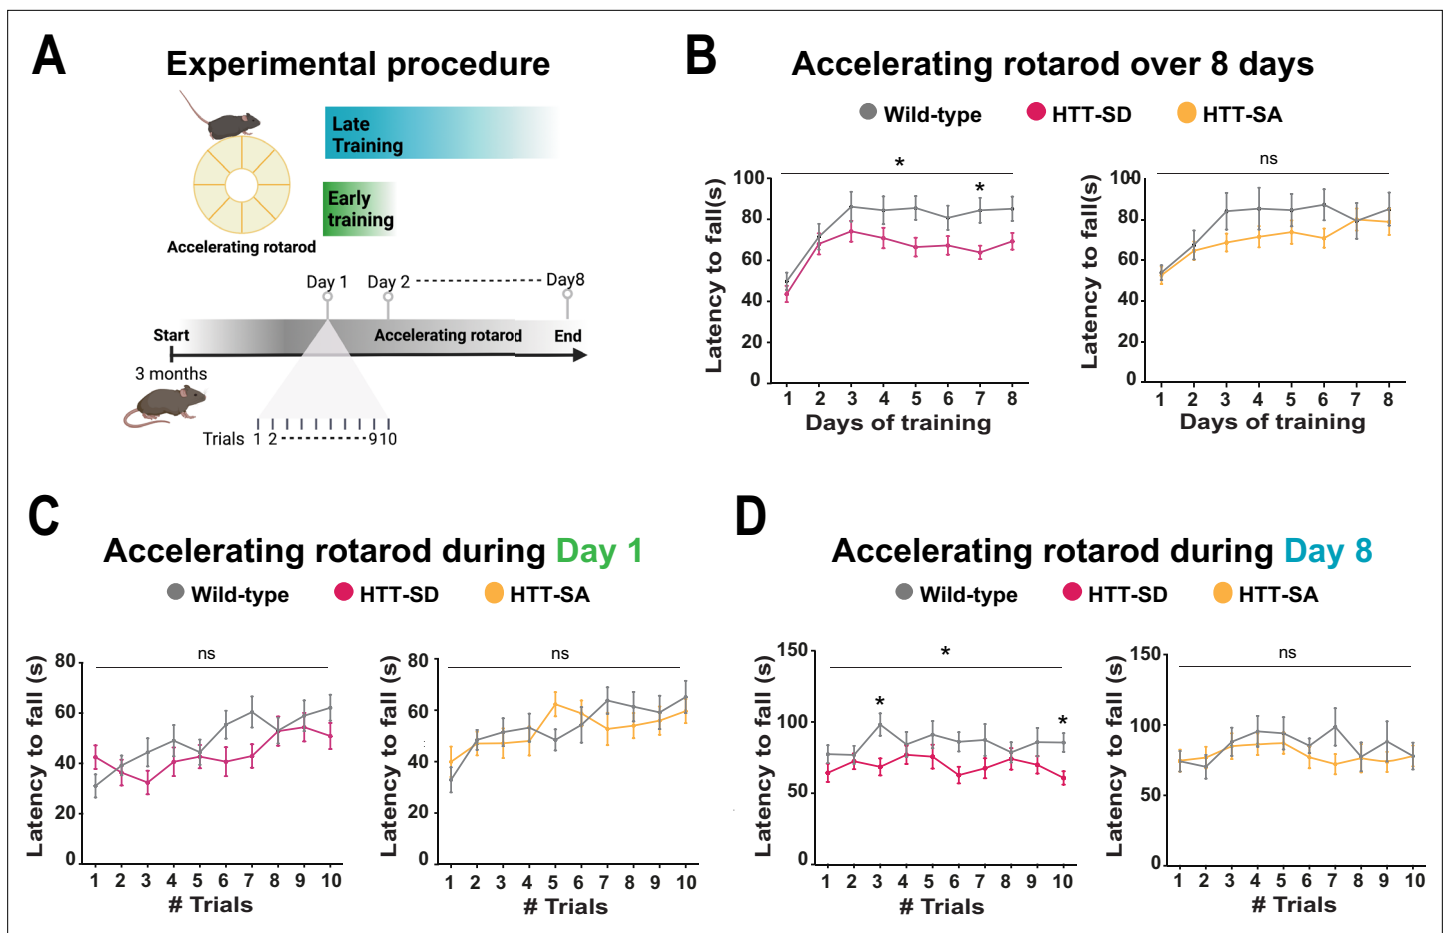 A
Experimental procedure
Late
Training
Early
training
Accelerating rotarod
Day 1
Day 2
Day8
Start
Accelerating rotarod
End
3 months
Trials 1 2 9 10
B
Accelerating rotarod over 8 days
Wild-type
HTT-SD
HTT-SA
*
*
Latency to fall(s)
100
80
60
40
20
0
1 2 3 4 5 6 7 8
Days of training
ns
Latency to fall(s)
100
80
60
40
20
0
1 2 3 4 5 6 7 8
Days of training
C
Accelerating rotarod during Day 1
Wild-type
HTT-SD
HTT-SA
ns
Latency to fall (s)
80
60
40
20
0
1 2 3 4 5 6 7 8 9 10
# Trials
ns
Latency to fall (s)
80
60
40
20
0
1 2 3 4 5 6 7 8 9 10
# Trials
D
Accelerating rotarod during Day 8
Wild-type
HTT-SD
HTT-SA
*
*
*
Latency to fall (s)
150
100
50
0
1 2 3 4 5 6 7 8 9 10
# Trials
ns
Latency to fall (s)
150
100
50
0
1 2 3 4 5 6 7 8 9 10
# Trials